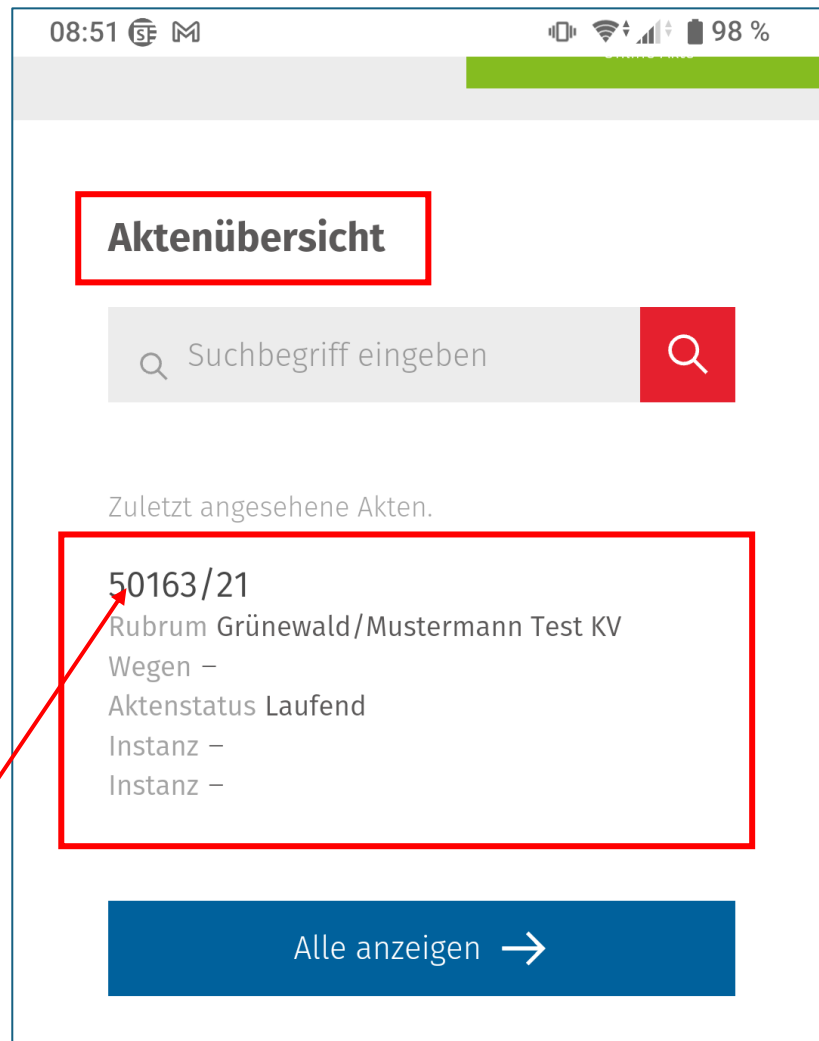 08:51
98 %
Aktenübersicht
Suchbegriff eingeben
Zuletzt angesehene Akten.
50163/21
Rubrum Grünewald/Mustermann Test KV
Wegen –
Aktenstatus Laufend
Instanz –
Instanz –
Alle anzeigen →